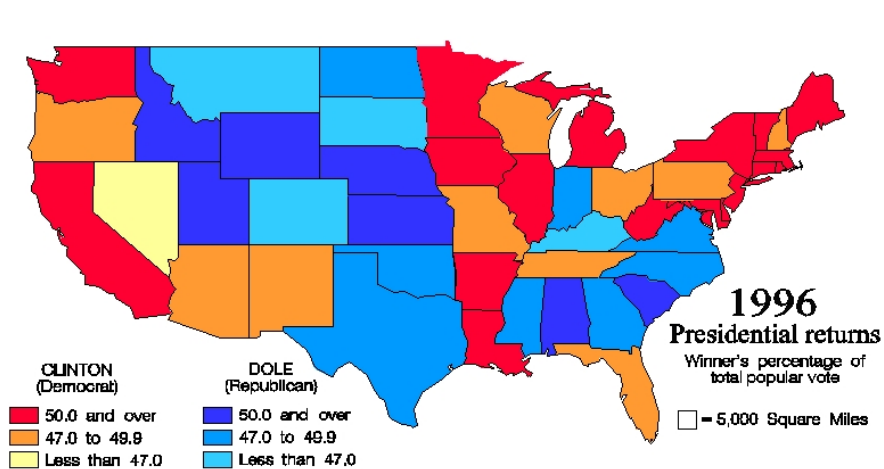 1996
Presidential returns
Winner's percentage of
total popular vote
= 5,000 Square Miles
CLINTON
(Democrat)
50.0 and over
47.0 to 49.9
Less than 47.0
DOLE
(Republican)
50.0 and over
47.0 to 49.9
Less than 47.0